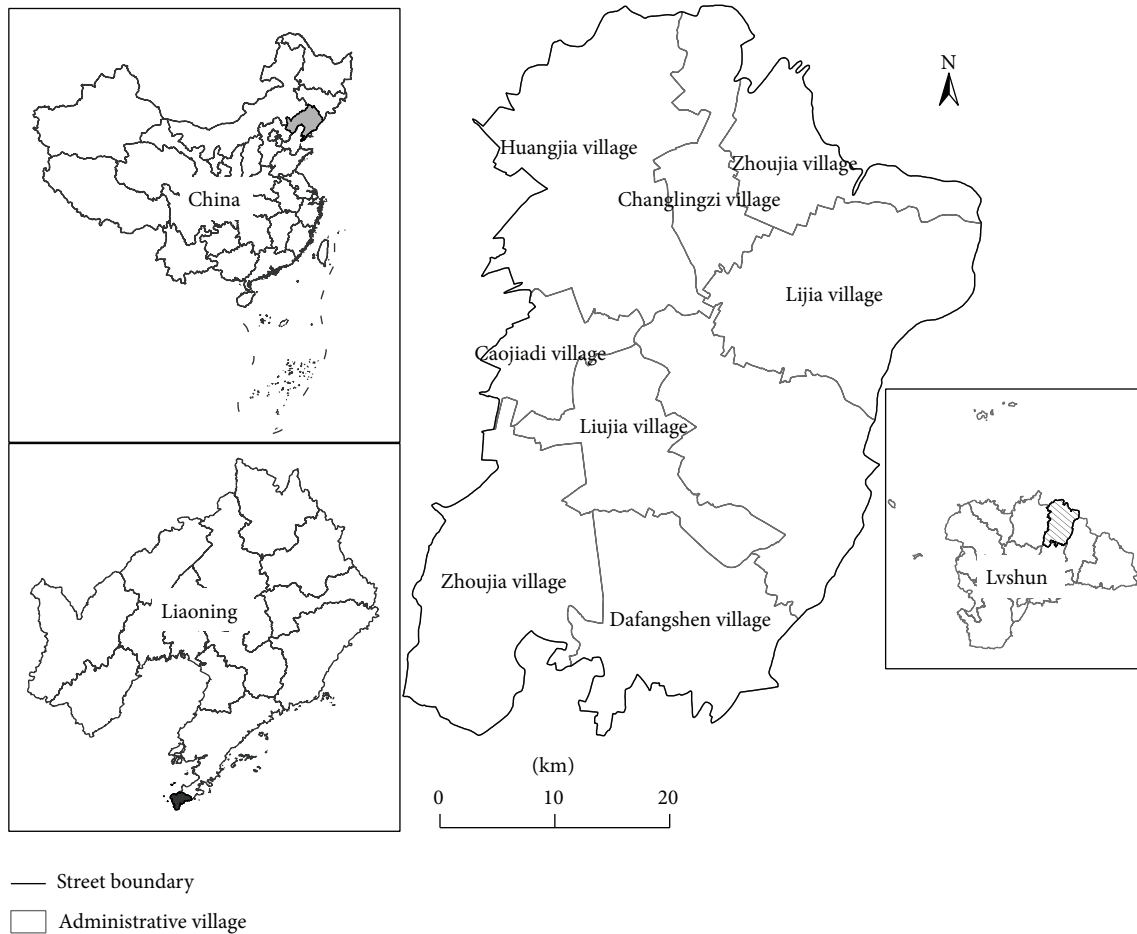 China
Liaoning
N
Huangjia village
Zhoujia village
Changlingzi village
Lijia village
Caojiadi village
Liujia village
Zhoujia village
Dafangshen village
Lvshun
(km)
0 10 20
Street boundary
Administrative village